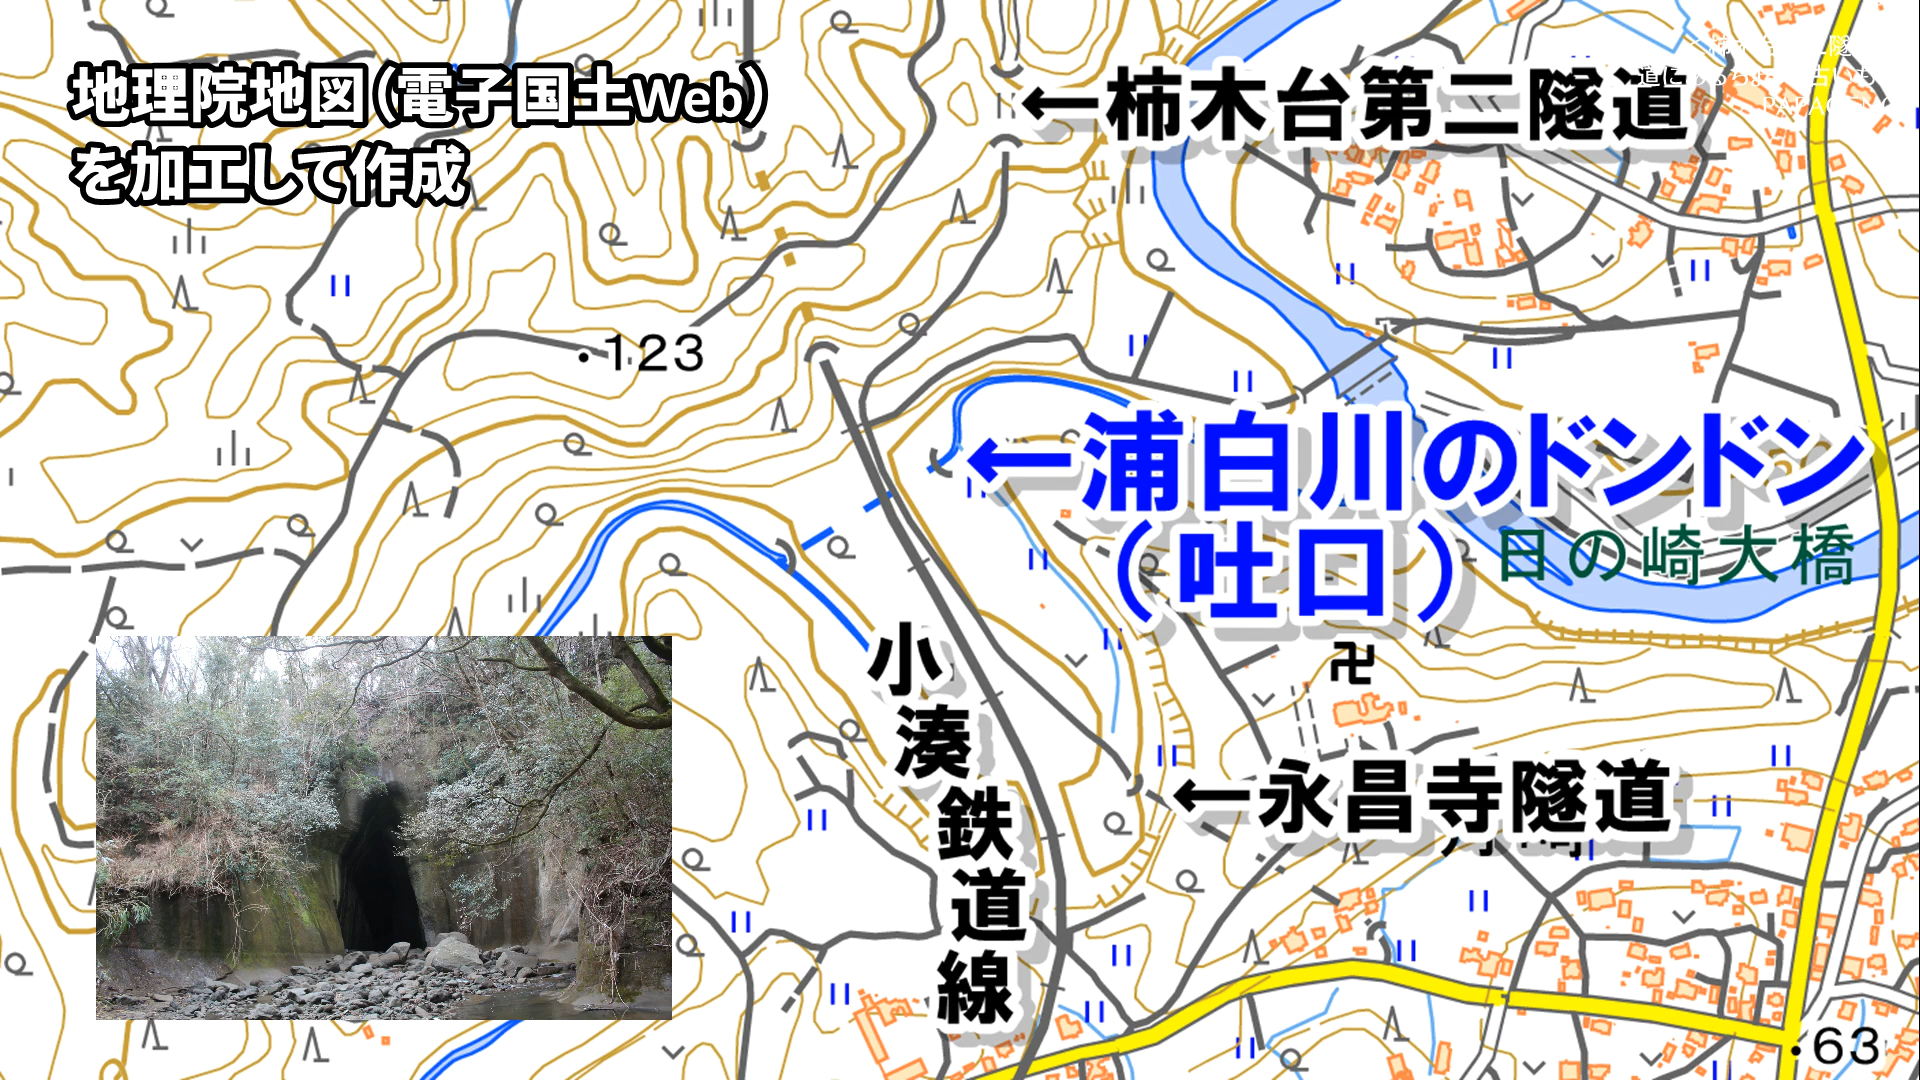 地理院地図（電子国土Web）
を加工して作成
←柿木台第二隧道
・123
←浦白川のドンドン
（吐口）
日の崎大橋
小湊鉄道線
←永昌寺隧道
・63